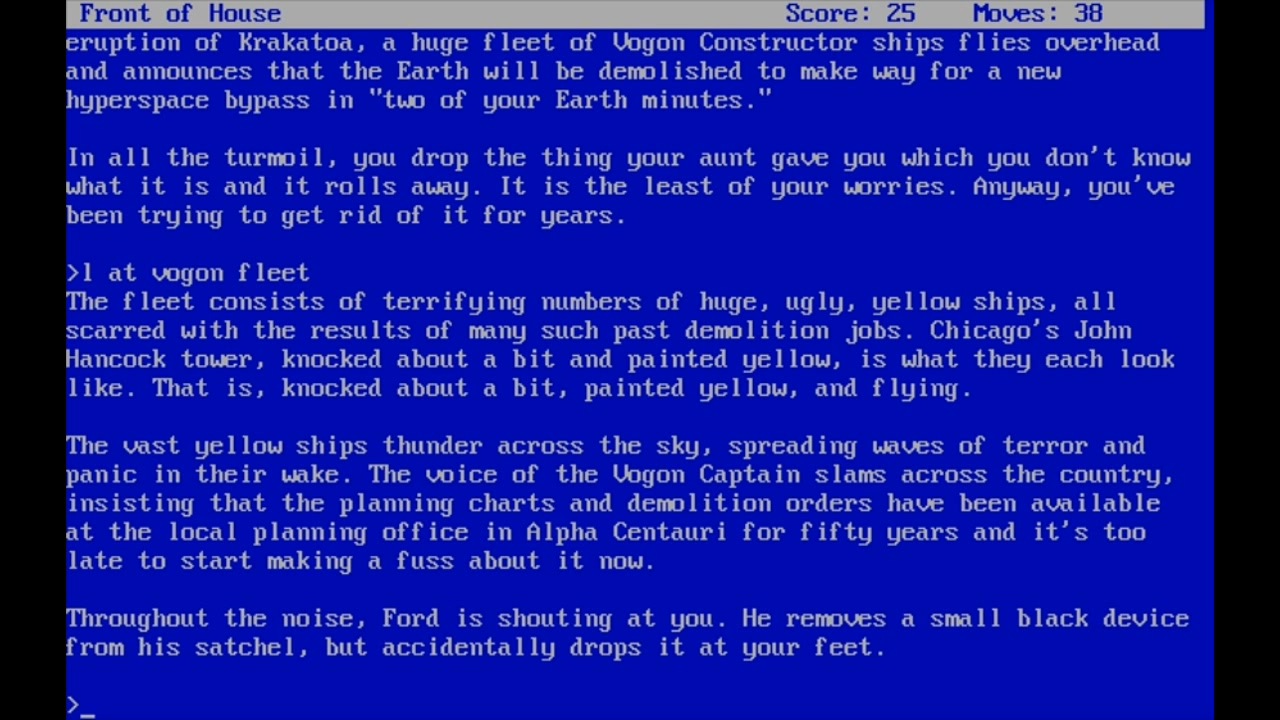 Front of House Score: 25 Moves: 38
eruption of Krakatoa, a huge fleet of Vogon Constructor ships flies overhead
and announces that the Earth will be demolished to make way for a new
hyperspace bypass in "two of your Earth minutes."
In all the turmoil, you drop the thing your aunt gave you which you don't know
what it is and it rolls away. It is the least of your worries. Anyway, you've
been trying to get rid of it for years.
>l at vogon fleet
The fleet consists of terrifying numbers of huge, ugly, yellow ships, all
scarred with the results of many such past demolition jobs. Chicago's John
Hancock tower, knocked about a bit and painted yellow, is what they each look
like. That is, knocked about a bit, painted yellow, and flying.
The vast yellow ships thunder across the sky, spreading waves of terror and
panic in their wake. The voice of the Vogon Captain slams across the country,
insisting that the planning charts and demolition orders have been available
at the local planning office in Alpha Centauri for fifty years and it's too
late to start making a fuss about it now.
Throughout the noise, Ford is shouting at you. He removes a small black device
from his satchel, but accidentally drops it at your feet.
>_